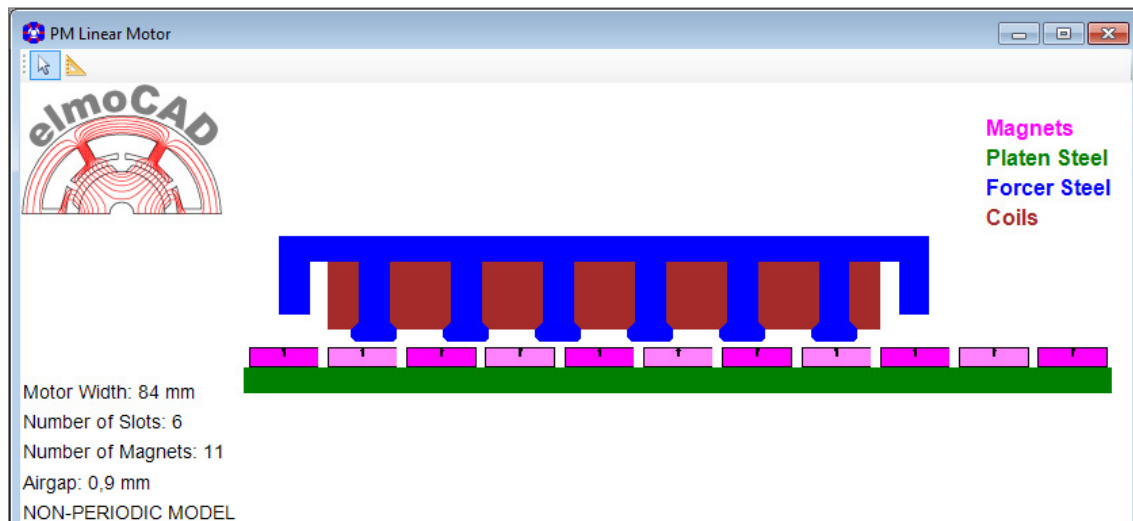 PM Linear Motor
elmoCAD
Magnets
Platen Steel
Forcer Steel
Coils
Motor Width: 84 mm
Number of Slots: 6
Number of Magnets: 11
Airgap: 0,9 mm
NON-PERIODIC MODEL